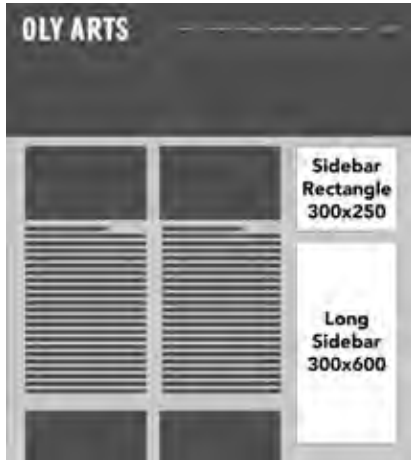 OLY ARTS
Sidebar
Rectangle
300x250
Long
Sidebar
300x600